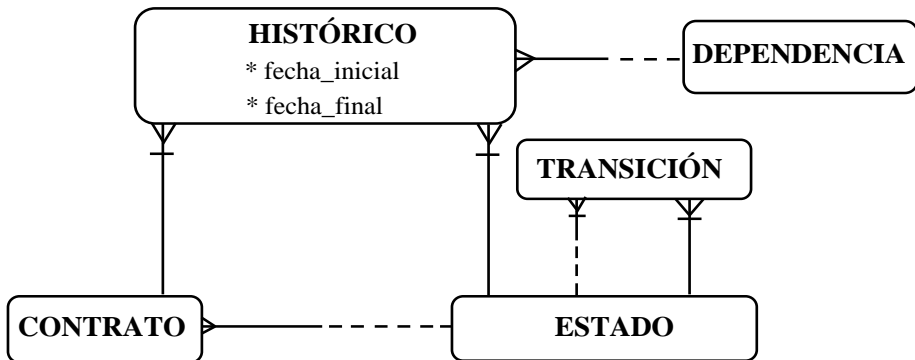 HISTÓRICO
* fecha_inicial
* fecha_final
DEPENDENCIA
TRANSICIÓN
CONTRATO
ESTADO